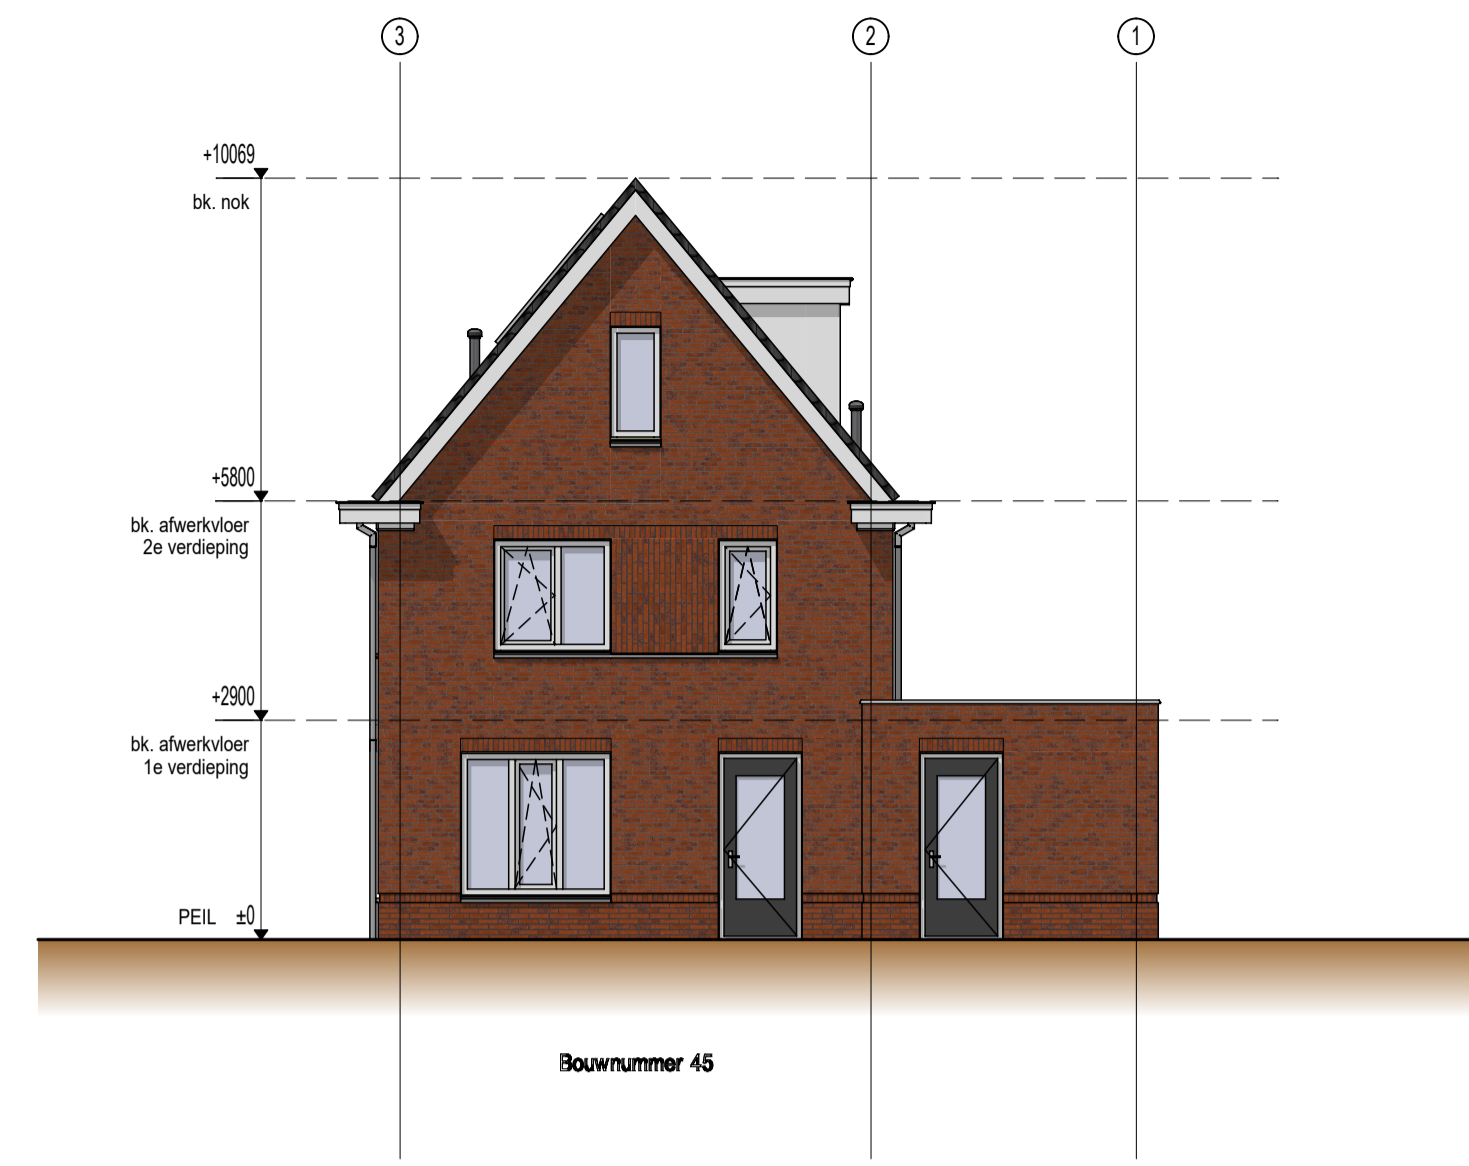 3
2
1
+10069
bk. nok
+5800
bk. afwerkvloer
2e verdieping
+2900
bk. afwerkvloer
1e verdieping
PEIL ±0
Bouwnummer 45